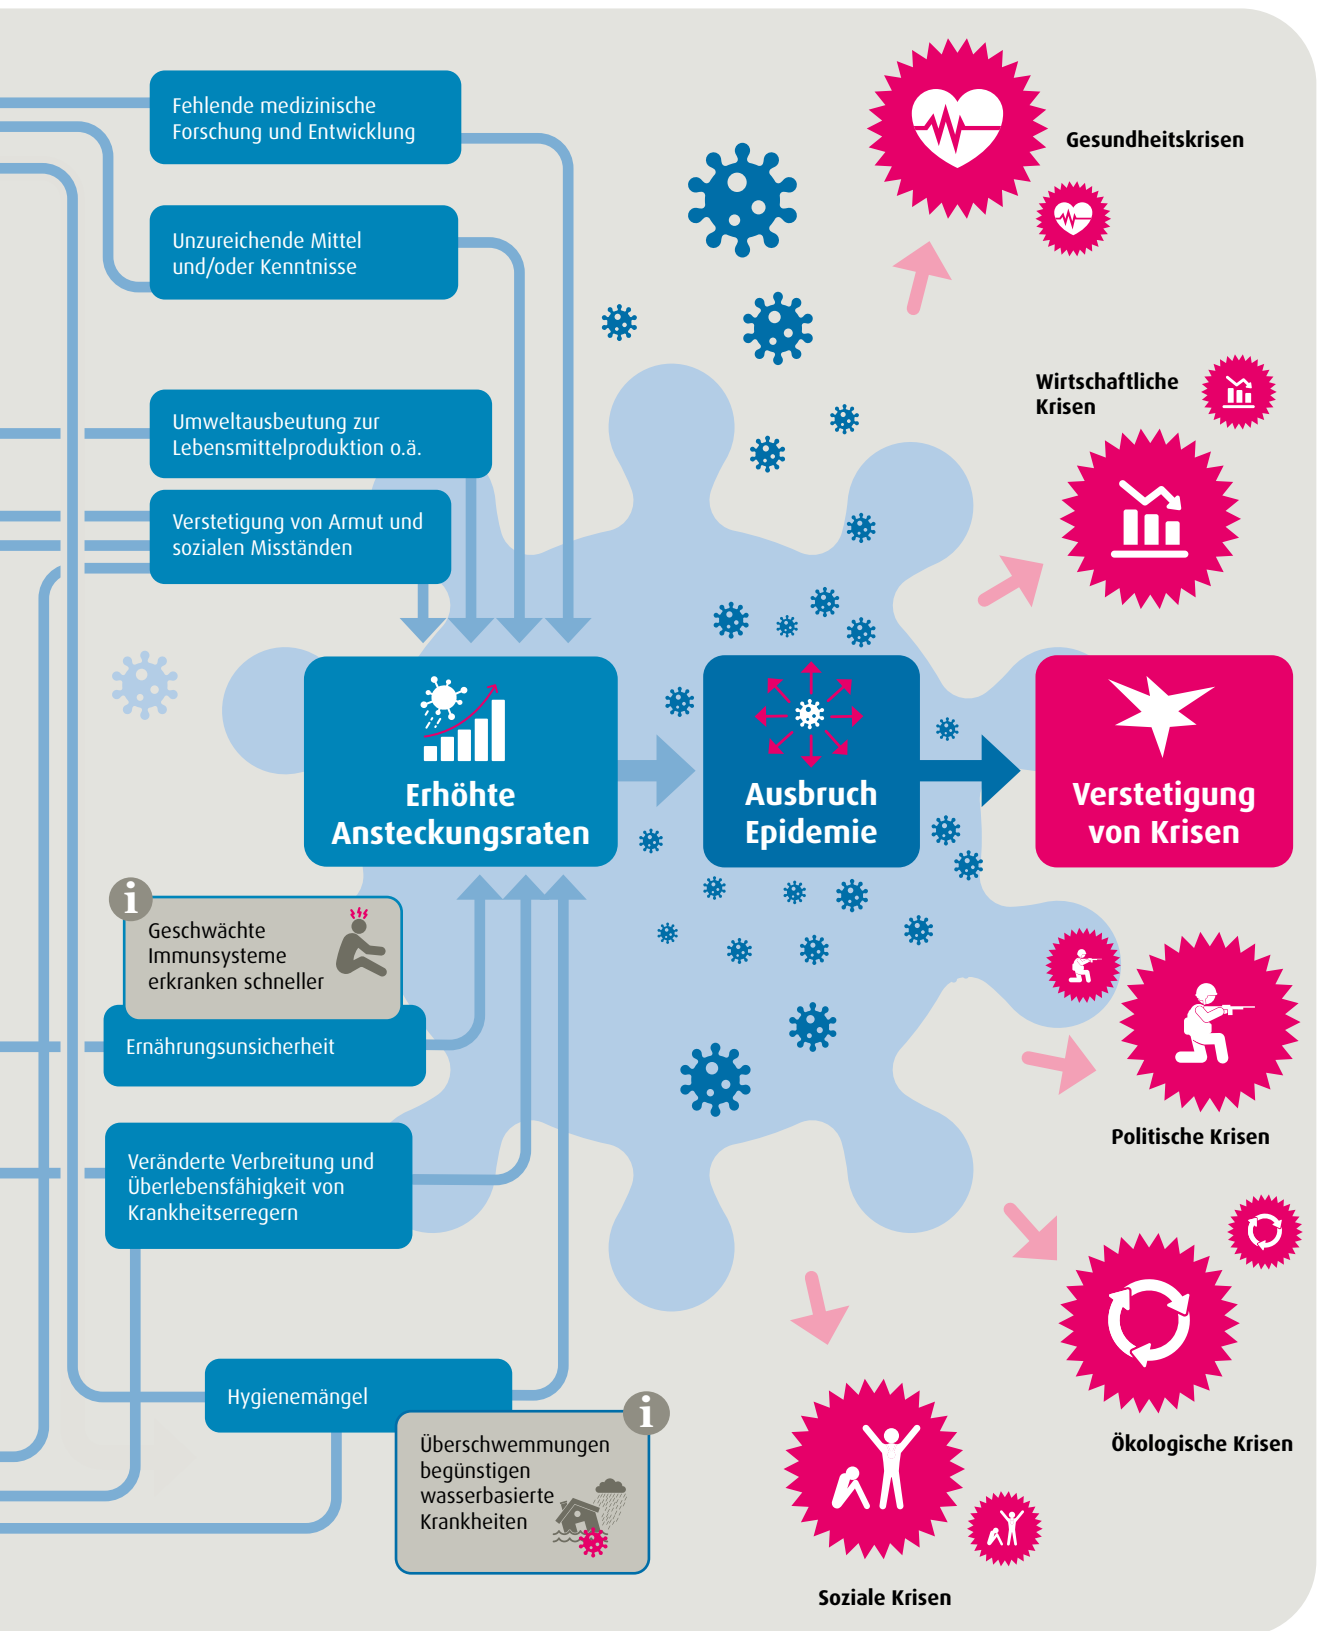 Fehlende medizinische
Forschung und Entwicklung
Gesundheitskrisen
Unzureichende Mittel
und/oder Kenntnisse
Wirtschaftliche
Krisen
Umweltausbeutung zur
Lebensmittelproduktion o.ä.
Verstetigung von Armut und
sozialen Misständen
Erhöhte
Ansteckungsraten
Ausbruch
Epidemie
Verstetigung
von Krisen
i
Geschwächte
Immunsysteme
erkranken schneller
Ernährungsunsicherheit
Politische Krisen
Veränderte Verbreitung und
Überlebensfähigkeit von
Krankheitserregern
Hygienemängel
i
Überschwemmungen
begünstigen
wasserbasierte
Krankheiten
Ökologische Krisen
Soziale Krisen